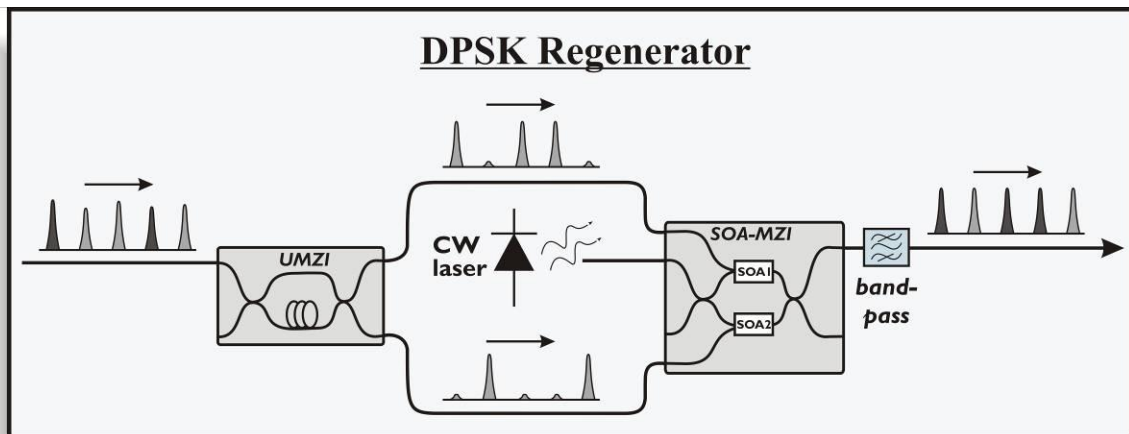 DPSK Regenerator
UMZI
CW
laser
SOA-MZI
SOA1
SOA2
band-
pass